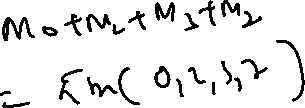 m0+m2+m3+m2
= Σm( 0,2,3,2 )